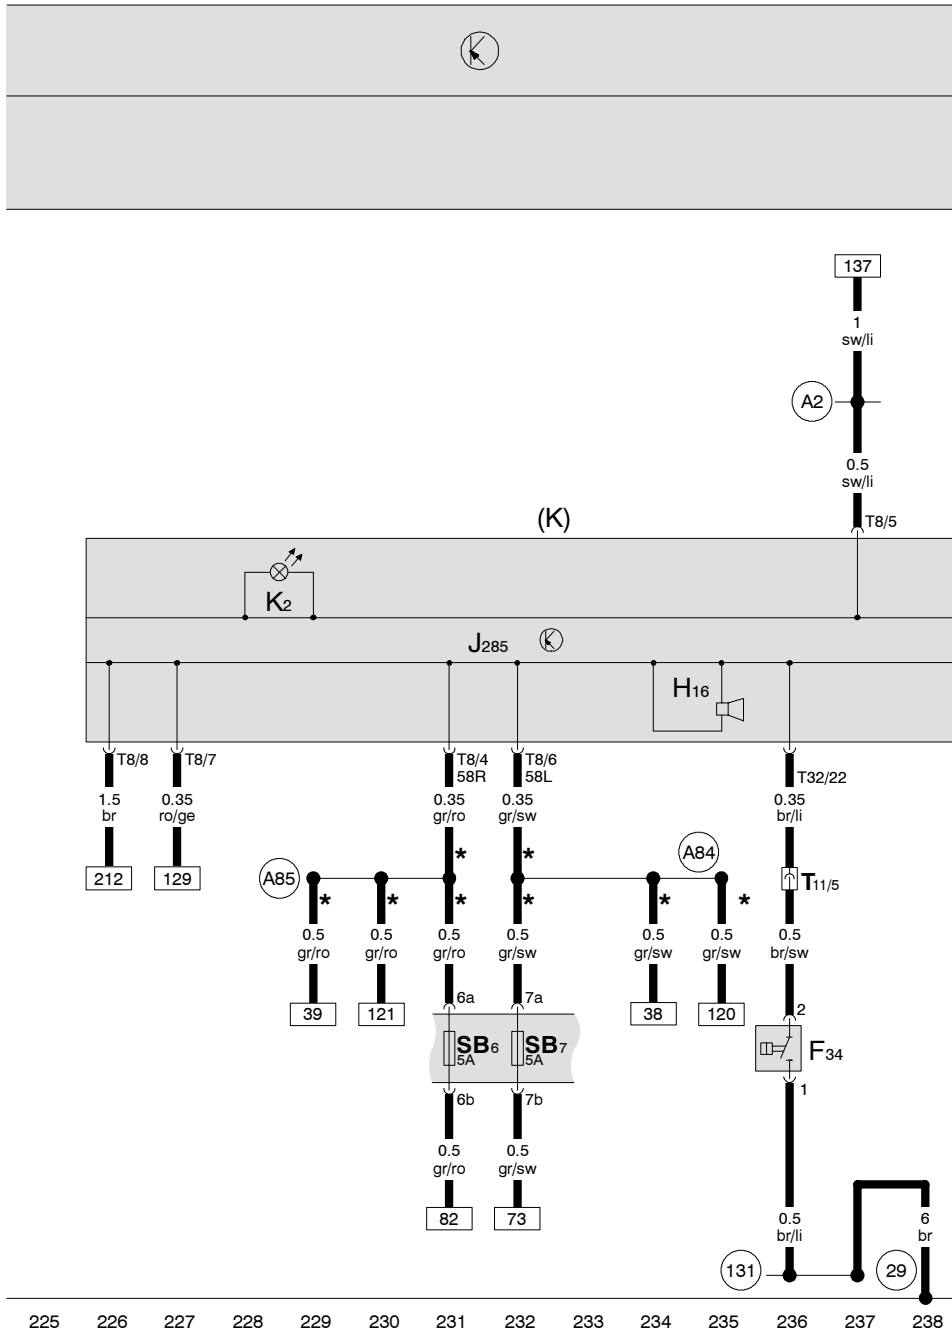 137
1
sw/li
A2
0.5
sw/li
T8/5
(K)
K2
J285
H16
T8/8
T8/7
T8/4
58R
T8/6
58L
T32/22
1.5
br
0.35
ro/ge
0.35
gr/ro
0.35
gr/sw
0.35
br/li
212
129
A85
*
*
A84
T11/5
*
*
*
*
*
*
0.5
gr/ro
0.5
gr/ro
0.5
gr/ro
0.5
gr/sw
0.5
gr/sw
0.5
gr/sw
0.5
br/sw
39
121
6a
7a
38
120
2
SB6
5A
SB7
5A
F34
6b
7b
1
0.5
gr/ro
0.5
gr/sw
82
73
0.5
br/li
6
br
131
29
225 226 227 228 229 230 231 232 233 234 235 236 237 238